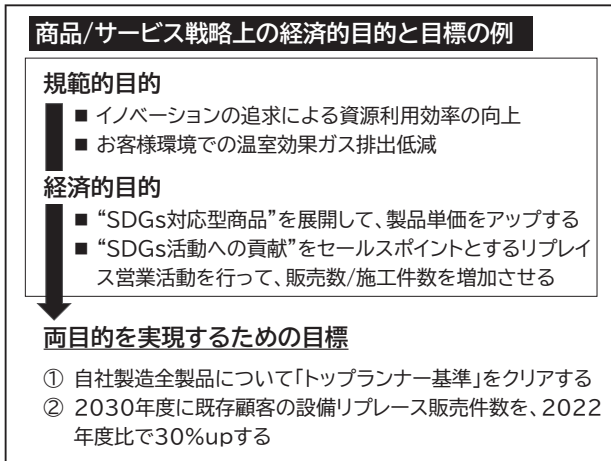 商品/サービス戦略上の経済的目的と目標の例
規範的目的
■ イノベーションの追求による資源利用効率の向上
■ お客様環境での温室効果ガス排出低減
経済的目的
■ “SDGs対応型商品”を展開して、製品単価をアップする
■ “SDGs活動への貢献”をセールスポイントとするリプレイ
ス営業活動を行って、販売数/施工件数を増加させる
両目的を実現するための目標
① 自社製造全製品について「トップランナー基準」をクリアする
② 2030年度に既存顧客の設備リプレース販売件数を、2022
年度比で30%upする